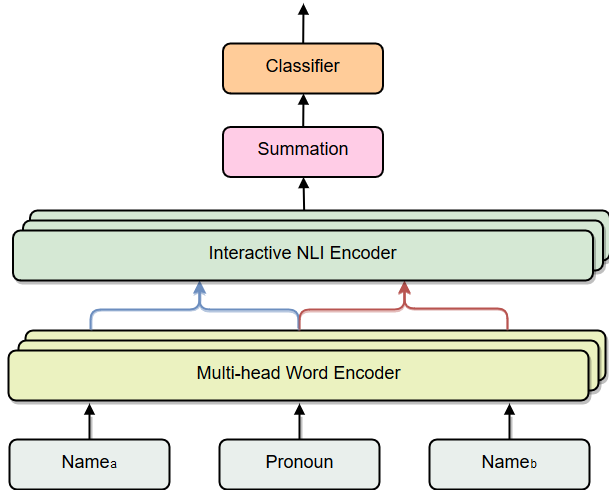 Classifier
Summation
Interactive NLI Encoder
Multi-head Word Encoder
Namea Pronoun Nameb